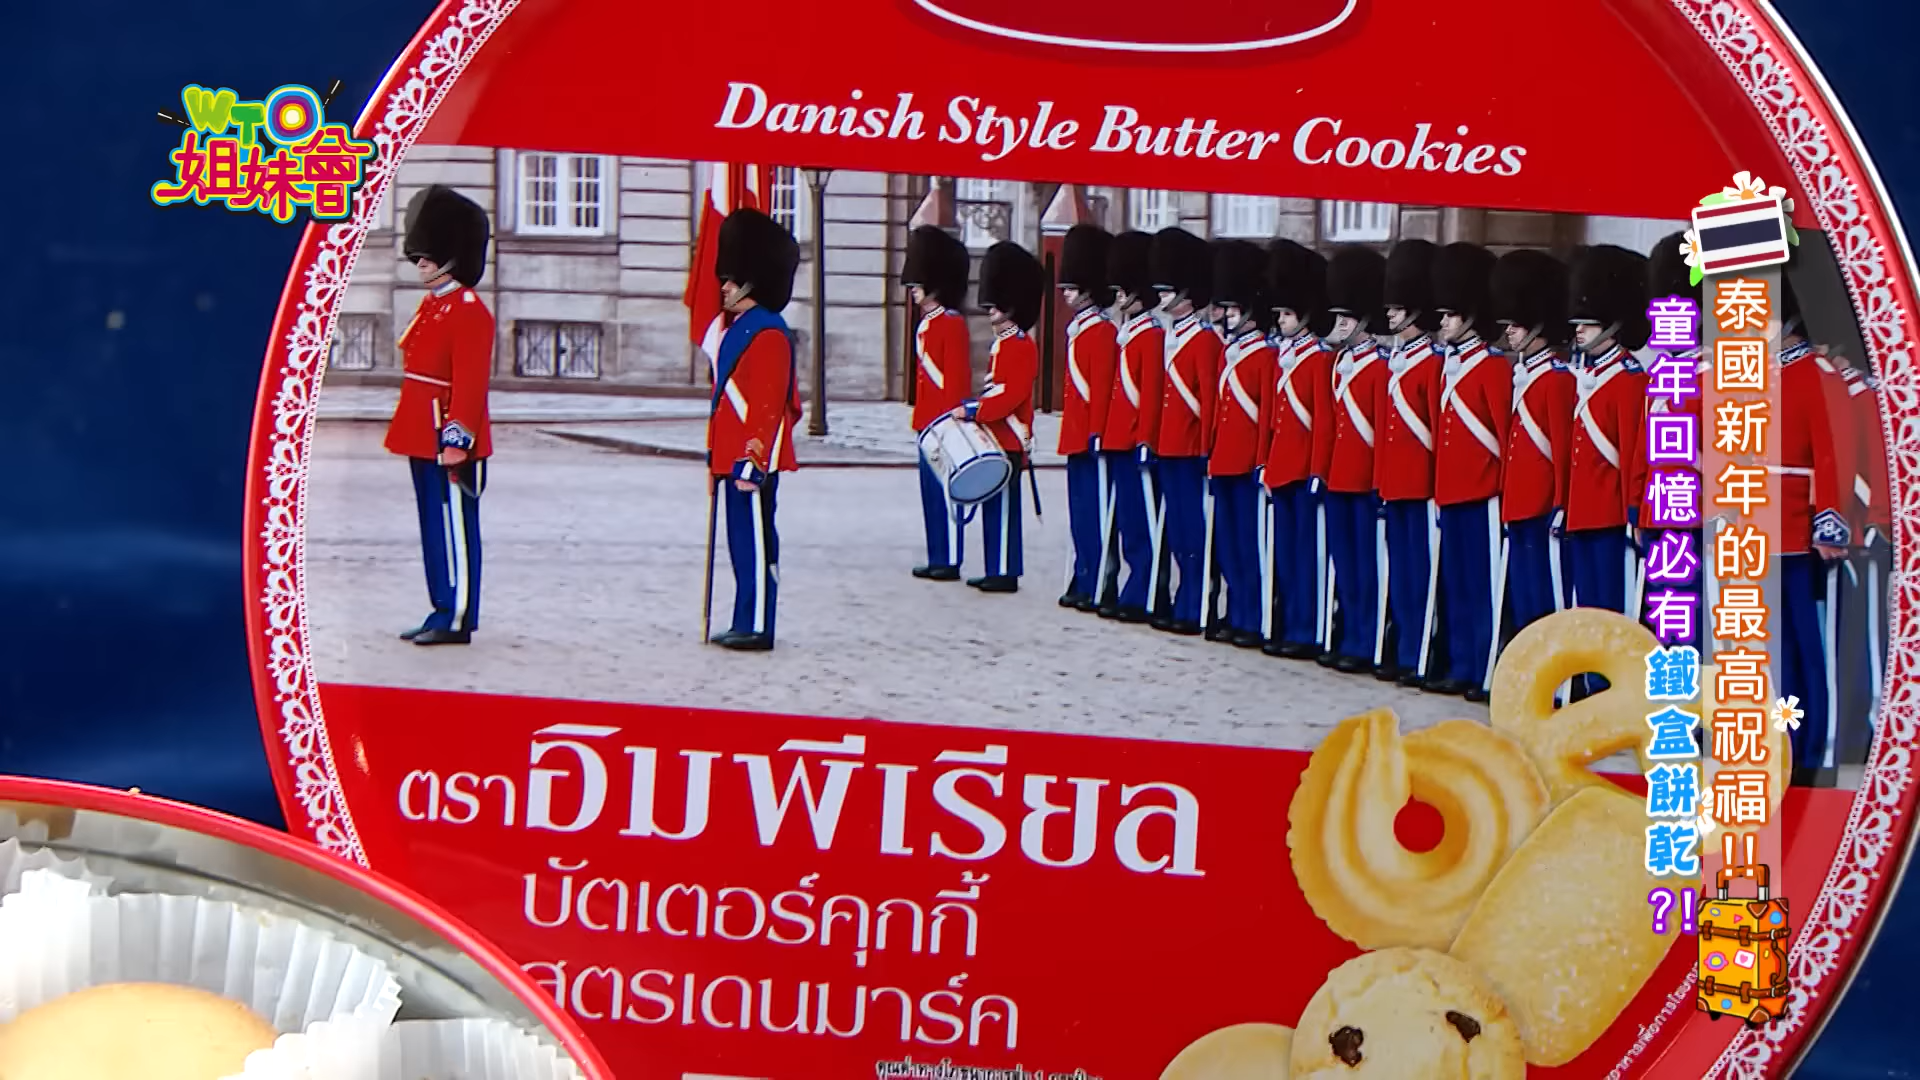 WTO
姐妹會
Danish Style Butter Cookies
泰國新年的最高祝福!!
童年回憶必有鐵盒餅乾?!
ตราอิมพีเรียล
บัตเตอร์คุกกี้
สูตรเดนมาร์ค